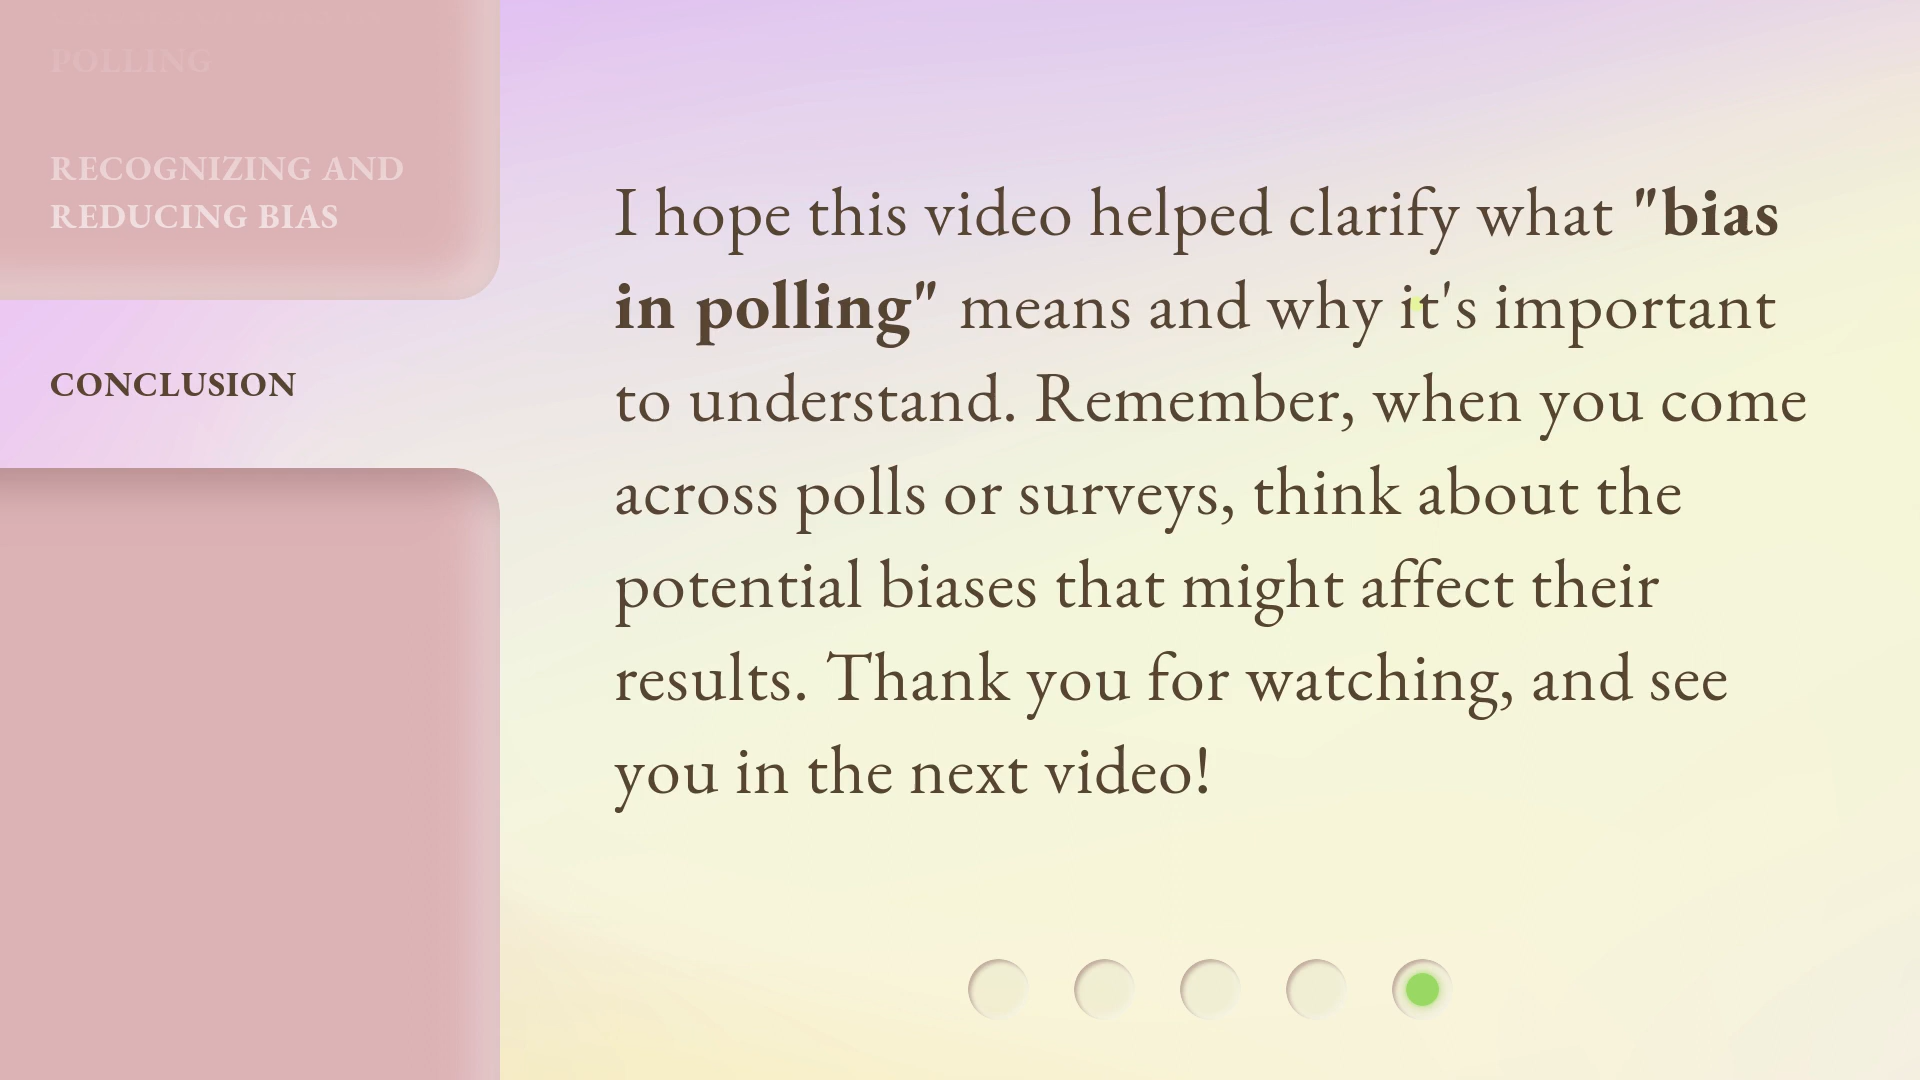 POLLING
RECOGNIZING AND
REDUCING BIAS
CONCLUSION
I hope this video helped clarify what "bias
in polling" means and why it's important
to understand. Remember, when you come
across polls or surveys, think about the
potential biases that might affect their
results. Thank you for watching, and see
you in the next video!